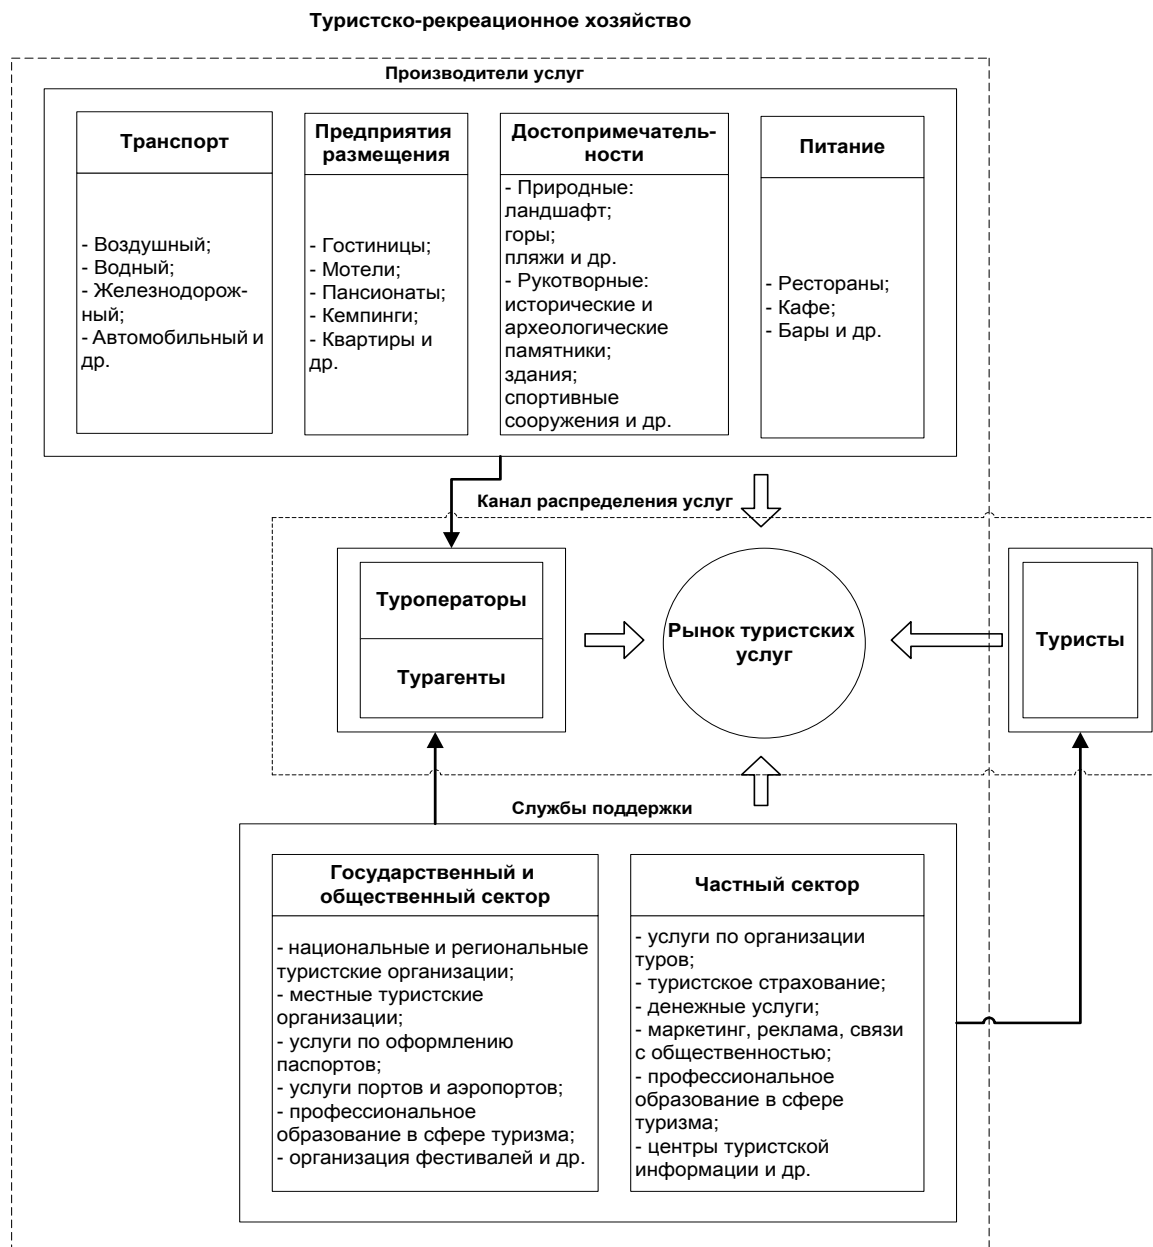 Туристско-рекреационное хозяйство
Производители услуг
Транспорт
- Воздушный;
- Водный;
- Железнодорож-
ный;
- Автомобильный и
др.
Предприятия
размещения
- Гостиницы;
- Мотели;
- Пансионаты;
- Кемпинги;
- Квартиры и
др.
Достопримечатель-
ности
- Природные:
ландшафт;
горы;
пляжи и др.
- Рукотворные:
исторические и
археологические
памятники;
здания;
спортивные
сооружения и др.
Питание
- Рестораны;
- Кафе;
- Бары и др.
Канал распределения услуг
Туроператоры
Турагенты
Рынок туристских
услуг
Туристы
Службы поддержки
Государственный и
общественный сектор
- национальные и региональные
туристские организации;
- местные туристские
организации;
- услуги по оформлению
паспортов;
- услуги портов и аэропортов;
- профессиональное
образование в сфере туризма;
- организация фестивалей и др.
Частный сектор
- услуги по организации
туров;
- туристское страхование;
- денежные услуги;
- маркетинг, реклама, связи
с общественностью;
- профессиональное
образование в сфере
туризма;
- центры туристской
информации и др.